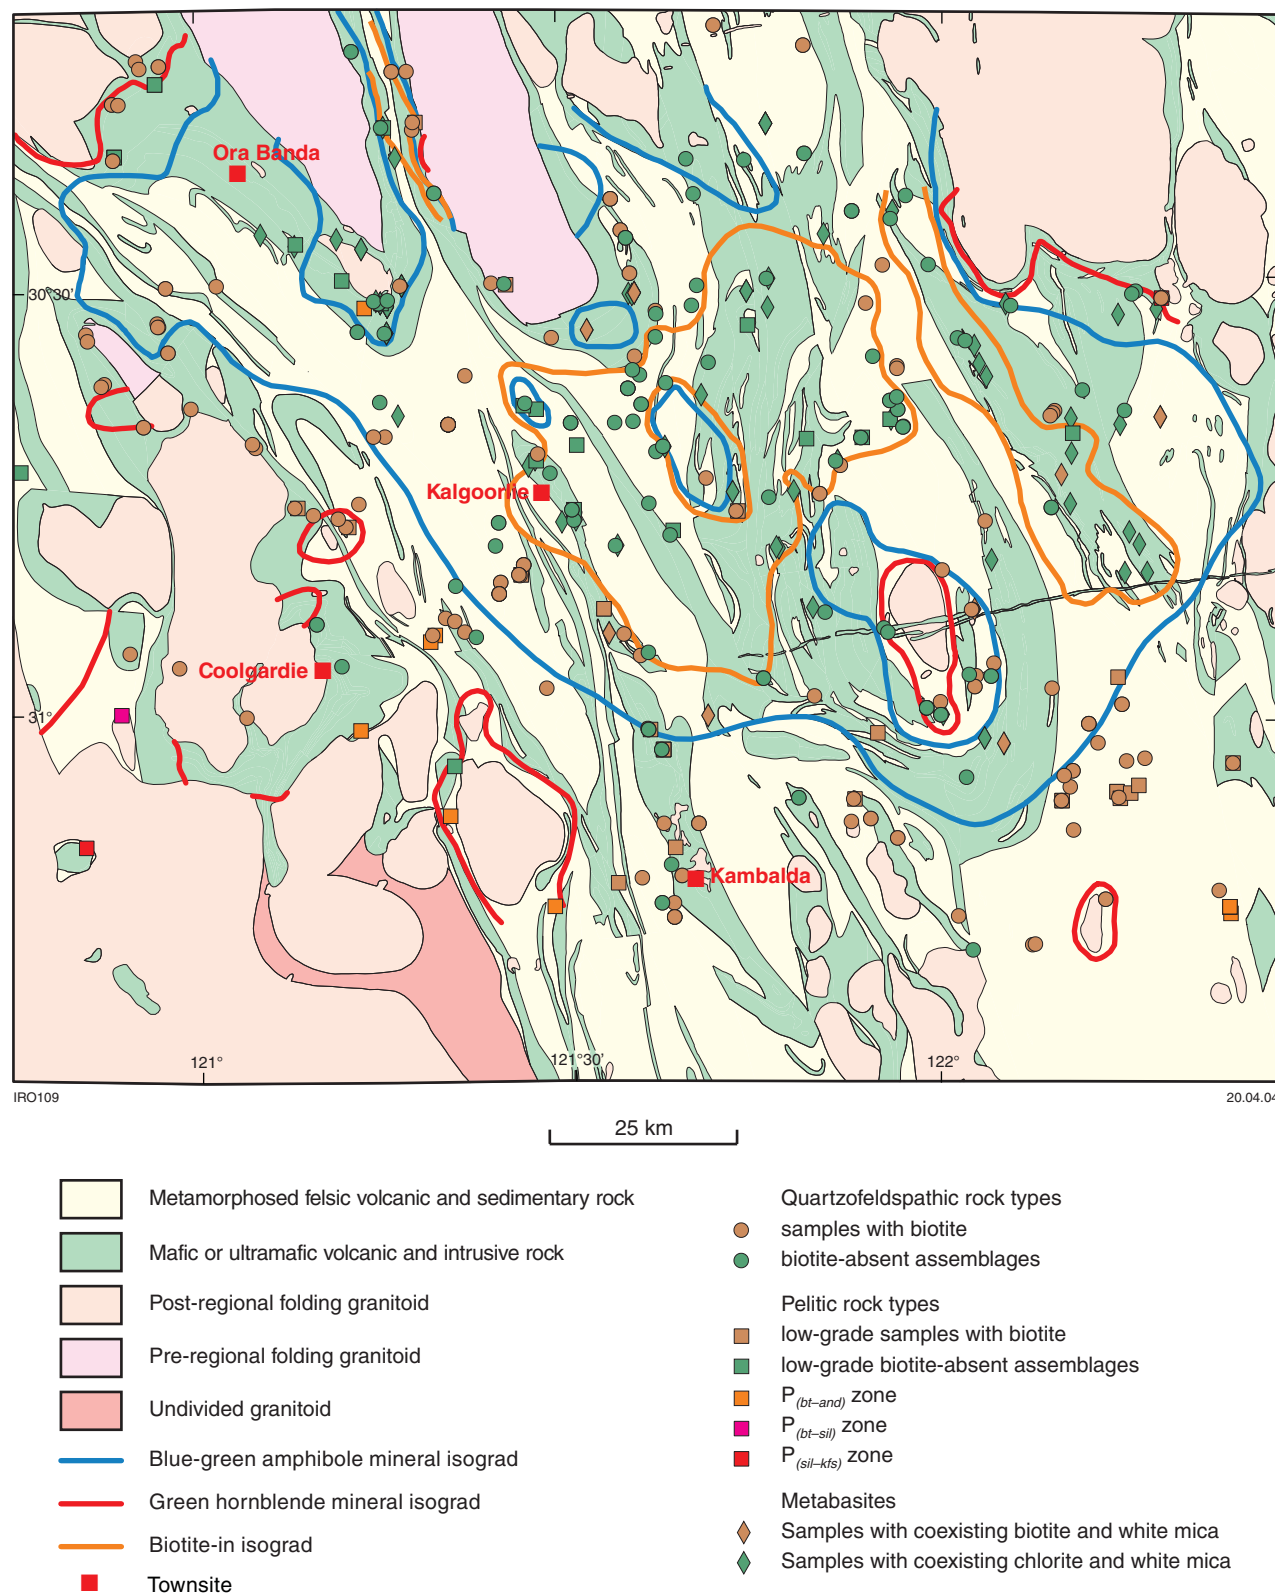 Ora Banda
30°30'
Kalgoorlie
Coolgardie
31°
Kambalda
121°
121°30'
122°
IRO109
20.04.04
25 km
Metamorphosed felsic volcanic and sedimentary rock
Mafic or ultramafic volcanic and intrusive rock
Post-regional folding granitoid
Pre-regional folding granitoid
Undivided granitoid
Blue-green amphibole mineral isograd
Green hornblende mineral isograd
Biotite-in isograd
Townsite
Quartzofeldspathic rock types
samples with biotite
biotite-absent assemblages
Pelitic rock types
low-grade samples with biotite
low-grade biotite-absent assemblages
P(bt–and) zone
P(bt–sil) zone
P(sil–kfs) zone
Metabasites
Samples with coexisting biotite and white mica
Samples with coexisting chlorite and white mica